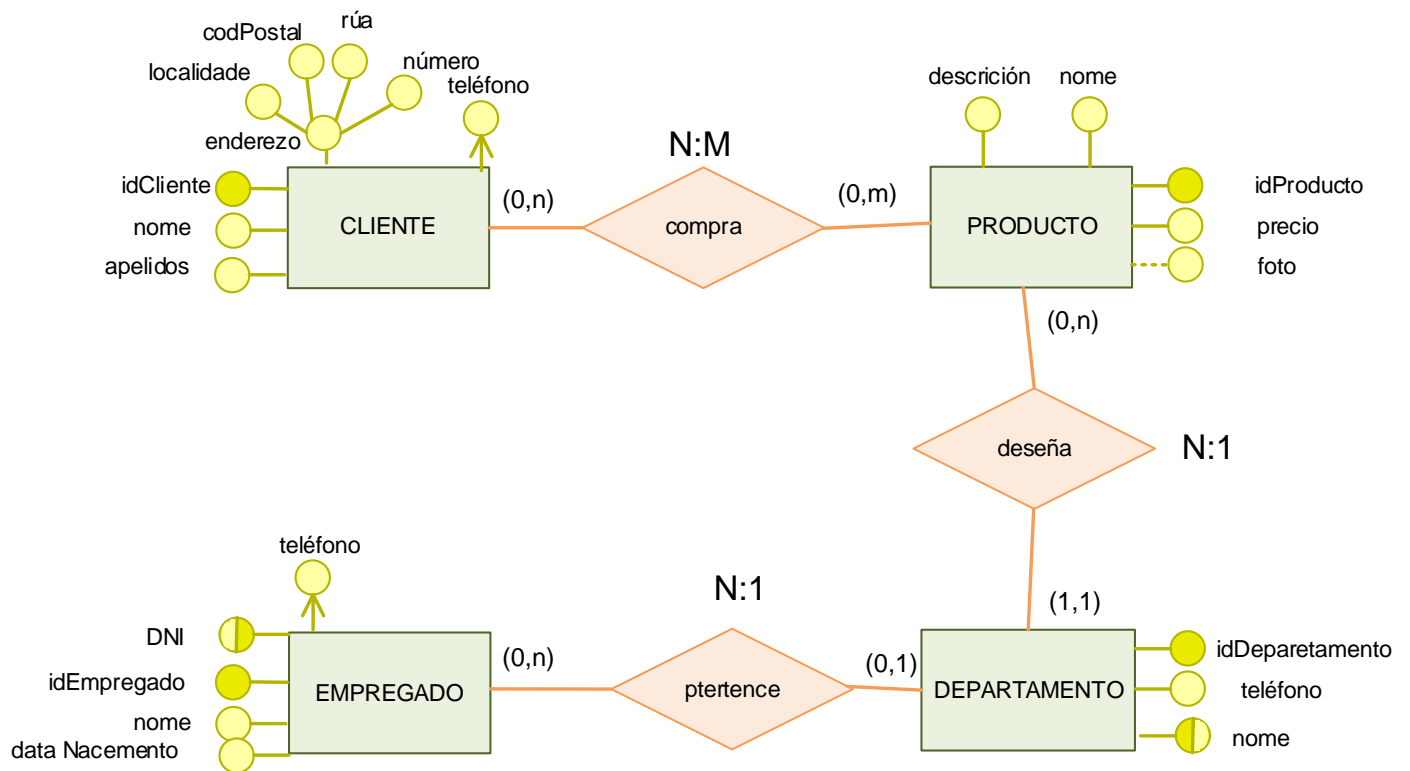 rúa
codPostal
número
localidade
teléfono
enderezo
descrición
nome
N:M
idCliente
nome
apelidos
CLIENTE
(0,n)
compra
(0,m)
PRODUCTO
idProducto
precio
foto
(0,n)
deseña
N:1
(1,1)
teléfono
N:1
DNI
idEmpregado
nome
data Nacemento
EMPREGADO
(0,n)
ptertence
(0,1)
DEPARTAMENTO
idDeparetamento
teléfono
nome